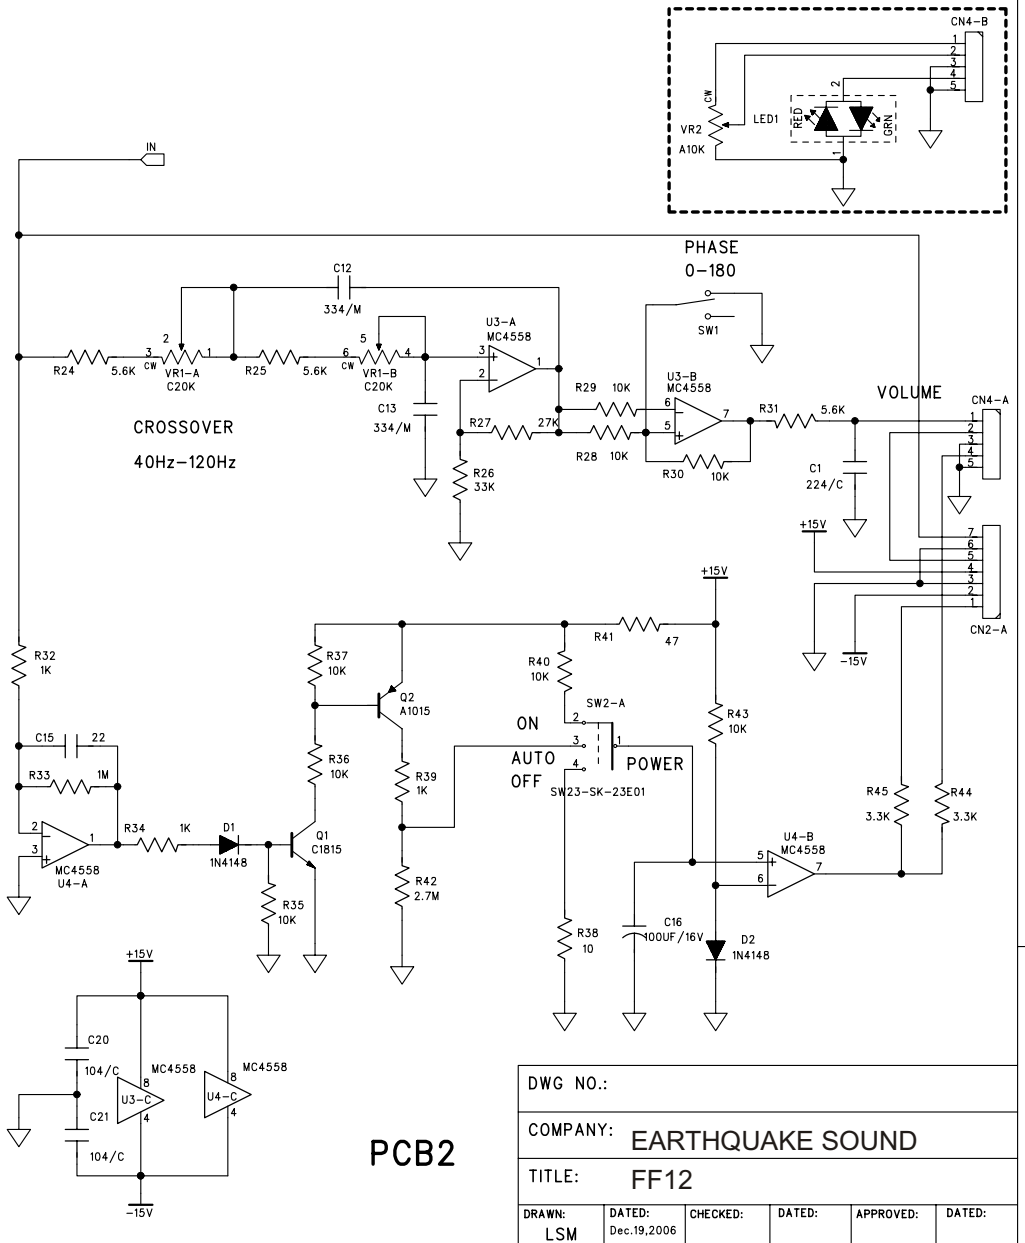 CN4-B
1
2
3
4
5
CW
VR2
A10K
LED1
RED
GRN
2
1
IN
PHASE
0-180
SW1
C12
334/M
2
3
CW
1
VR1-A
C20K
R24
5.6K
R25
5.6K
5
6
CW
4
VR1-B
C20K
C13
334/M
U3-A
MC4558
3
2
1
R27
27K
R26
33K
CROSSOVER
40Hz-120Hz
R29
10K
R28
10K
U3-B
MC4558
6
5
7
R30
10K
R31
5.6K
VOLUME
CN4-A
1
2
3
4
5
C1
224/C
+15V
7
6
5
4
3
2
1
CN2-A
-15V
+15V
R41
47
R32
1K
R37
10K
Q2
A1015
R40
10K
SW2-A
ON
AUTO
OFF
2
3
4
1
POWER
SW23-SK-23E01
R43
10K
C15
22
R33
1M
R36
10K
R39
1K
R45
3.3K
R44
3.3K
2
3
1
MC4558
U4-A
R34
1K
D1
1N4148
Q1
C1815
R35
10K
R42
2.7M
U4-B
MC4558
5
6
7
R38
10
C16
100UF/16V
D2
1N4148
+15V
C20
104/C
C21
104/C
MC4558
8
U3-C
4
MC4558
8
U4-C
4
-15V
PCB2
DWG NO.:
COMPANY: EARTHQUAKE SOUND
TITLE: FF12
DRAWN: DATED: CHECKED: DATED: APPROVED: DATED:
LSM Dec.19,2006